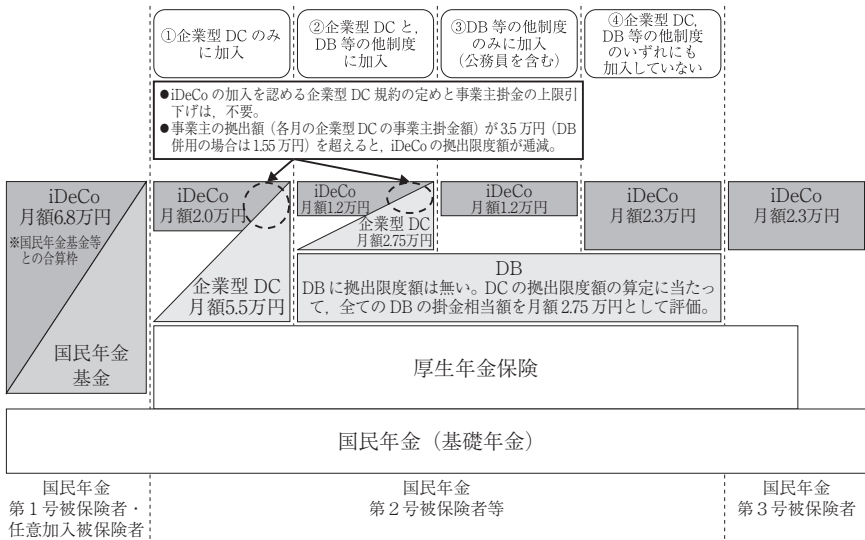 ①企業型 DC のみ
に加入
②企業型 DC と,
DB 等の他制度
に加入
③DB 等の他制度
のみに加入
(公務員を含む)
④企業型 DC,
DB 等の他制度
のいずれにも
加入していない
●iDeCo の加入を認める企業型 DC 規約の定めと事業主掛金の上限引
下げは,不要。
●事業主の拠出額(各月の企業型 DC の事業主掛金額)が 3.5 万円(DB
併用の場合は 1.55 万円)を超えると,iDeCo の拠出限度額が逓減。
iDeCo
月額6.8万円
※国民年金基金等
との合算枠
国民年金
基金
iDeCo
月額2.0万円
企業型 DC
月額5.5万円
iDeCo
月額1.2万円
企業型 DC
月額2.75万円
iDeCo
月額1.2万円
iDeCo
月額2.3万円
iDeCo
月額2.3万円
DB
DB に拠出限度額は無い。DC の拠出限度額の算定に当たっ
て,全ての DB の掛金相当額を月額 2.75 万円として評価。
厚生年金保険
国民年金(基礎年金)
国民年金
第1号被保険者・
任意加入被保険者
国民年金
第2号被保険者等
国民年金
第3号被保険者